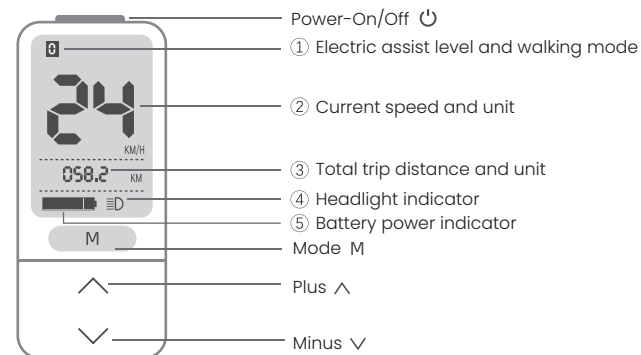 Power-On/Off
0 ① Electric assist level and walking mode
24 ② Current speed and unit
KM/H
058.2 KM ③ Total trip distance and unit
④ Headlight indicator
⑤ Battery power indicator
M
Mode M
Plus
Minus